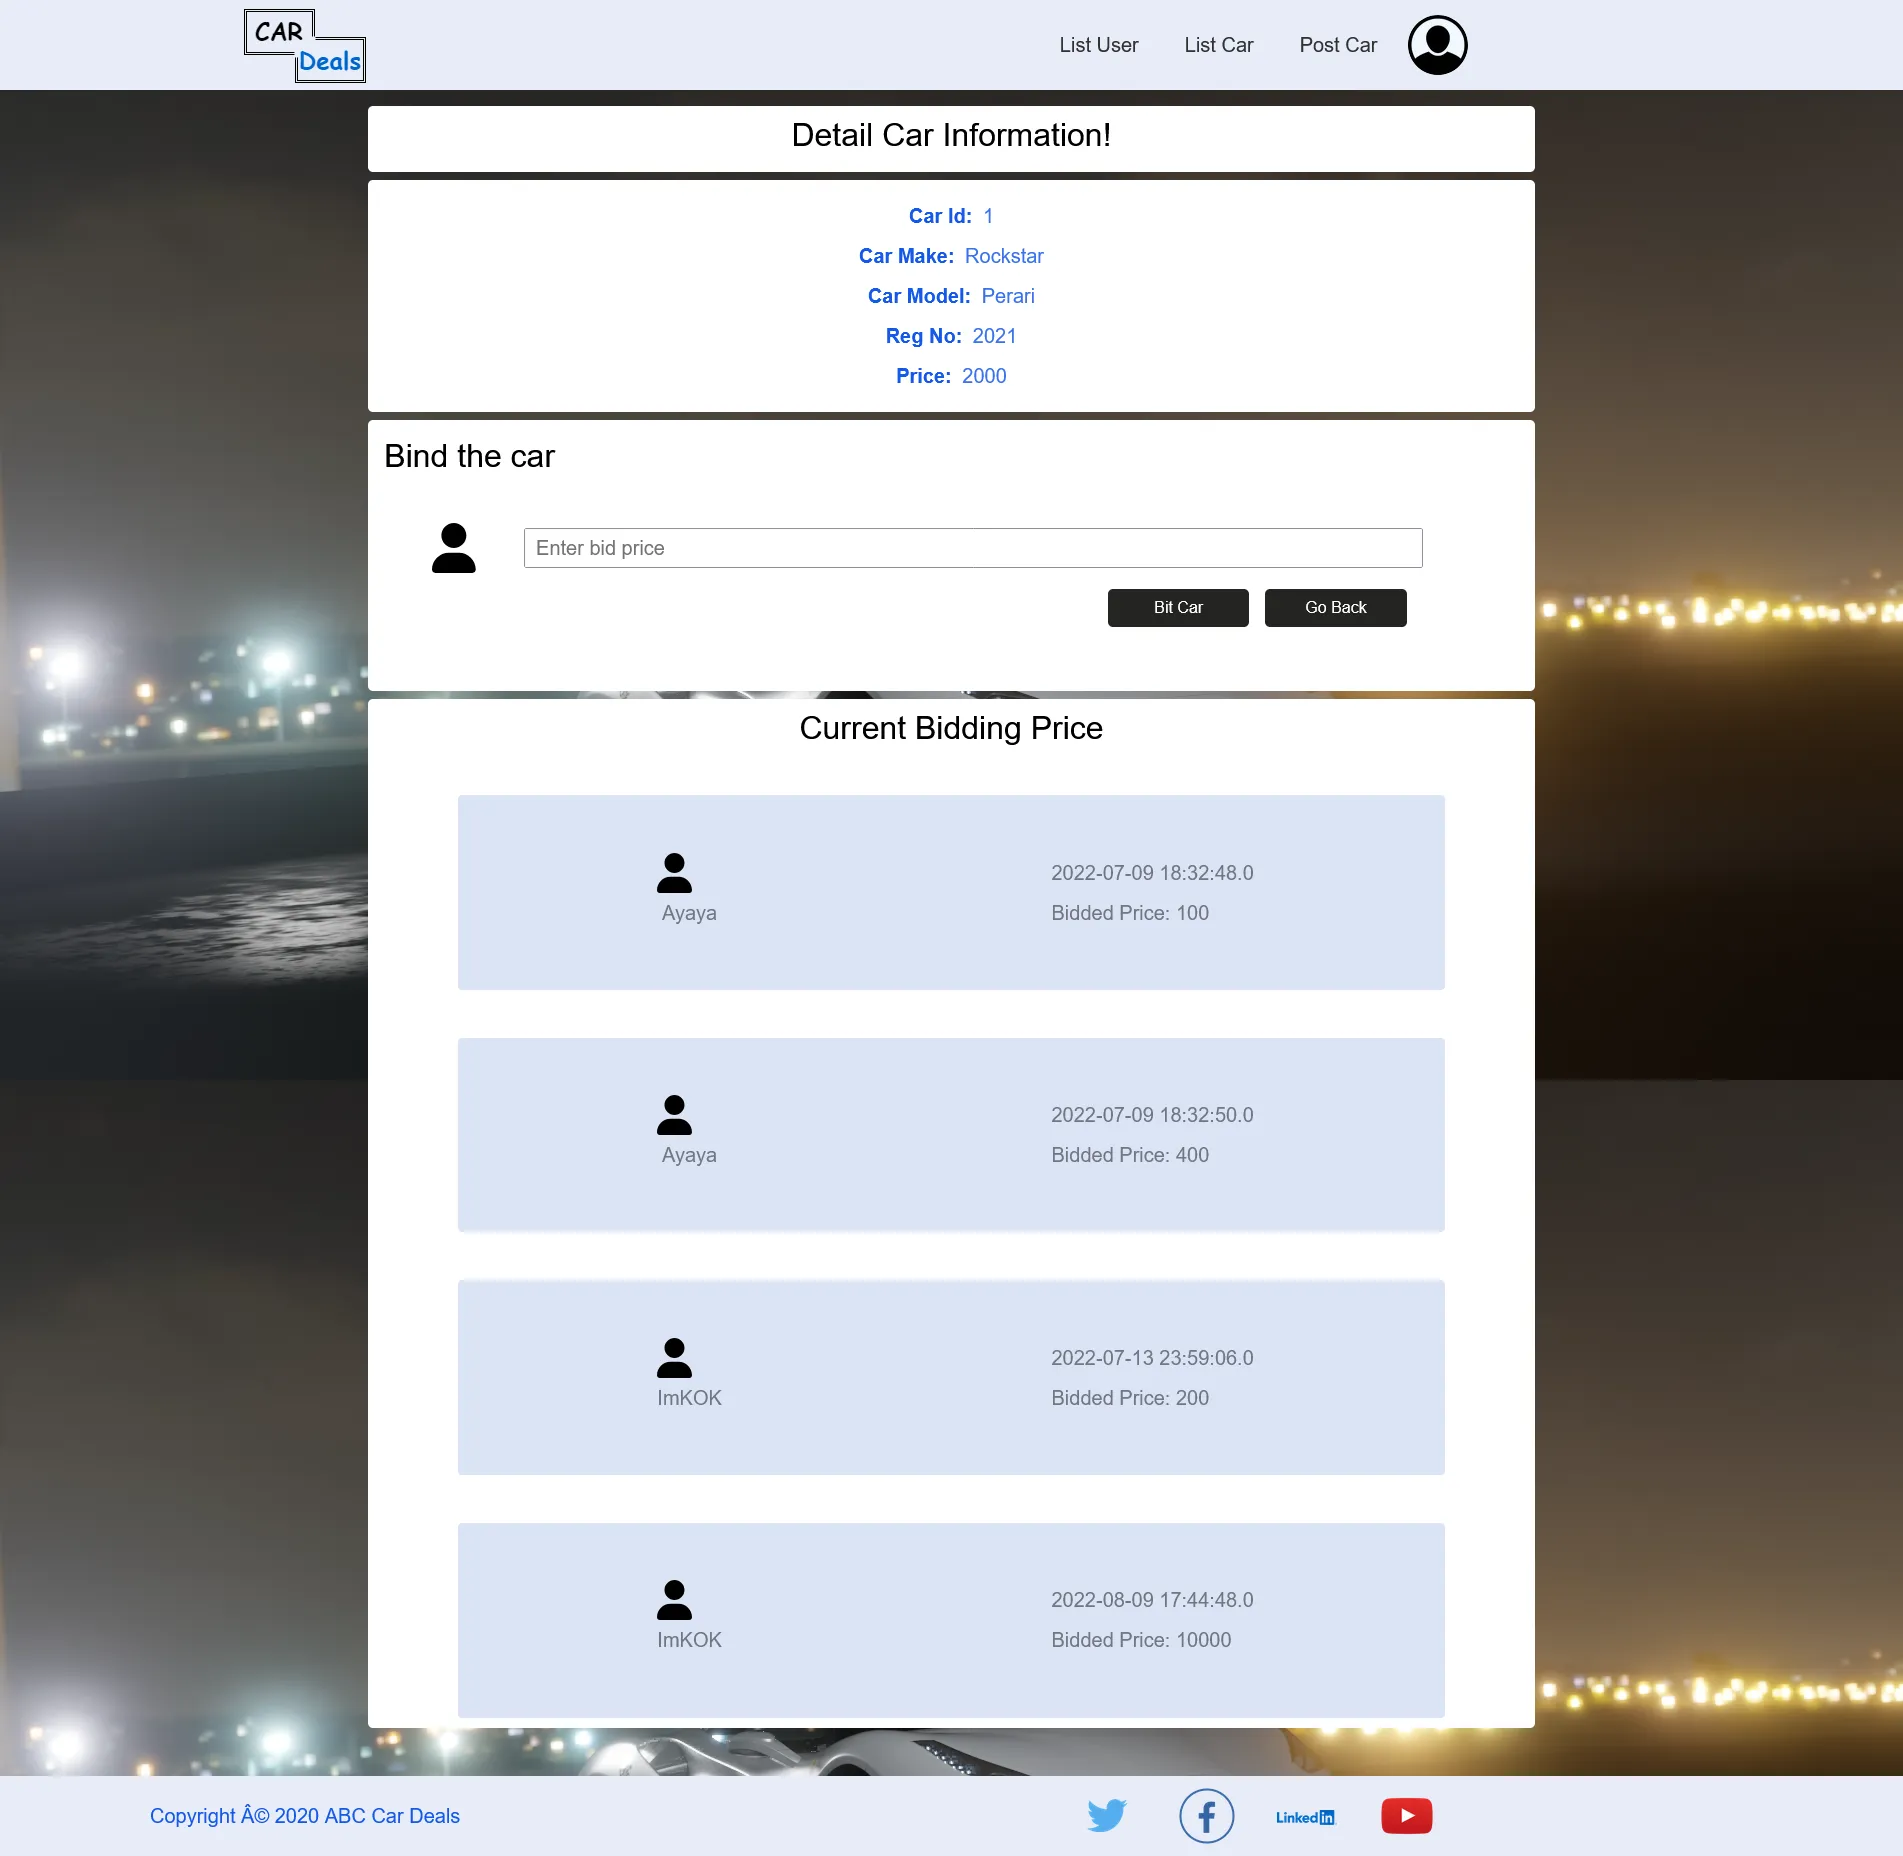 CAR
Deals
List User
List Car
Post Car
Detail Car Information!
Car Id: 1
Car Make: Rockstar
Car Model: Perari
Reg No: 2021
Price: 2000
Bind the car
Enter bid price
Bit Car
Go Back
Current Bidding Price
2022-07-09 18:32:48.0
Ayaya
Bidded Price: 100
2022-07-09 18:32:50.0
Ayaya
Bidded Price: 400
2022-07-13 23:59:06.0
ImKOK
Bidded Price: 200
2022-08-09 17:44:48.0
ImKOK
Bidded Price: 10000
Copyright Â© 2020 ABC Car Deals
f
Linked in